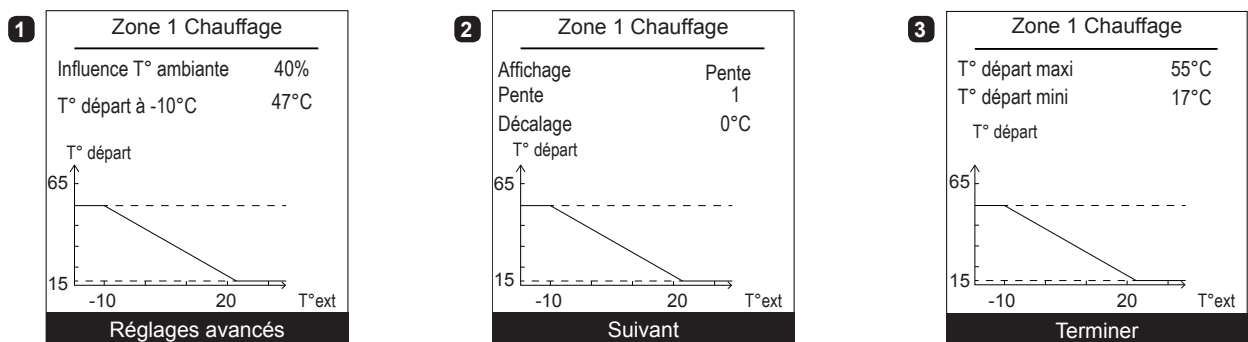 1
Zone 1 Chauffage
Influence T° ambiante 40%
T° départ à -10°C 47°C
T° départ
65
15
-10 20 T°ext
Réglages avancés
2
Zone 1 Chauffage
Affichage Pente
Pente 1
Décalage 0°C
T° départ
65
15
-10 20 T°ext
Suivant
3
Zone 1 Chauffage
T° départ maxi 55°C
T° départ mini 17°C
T° départ
65
15
-10 20 T°ext
Terminer